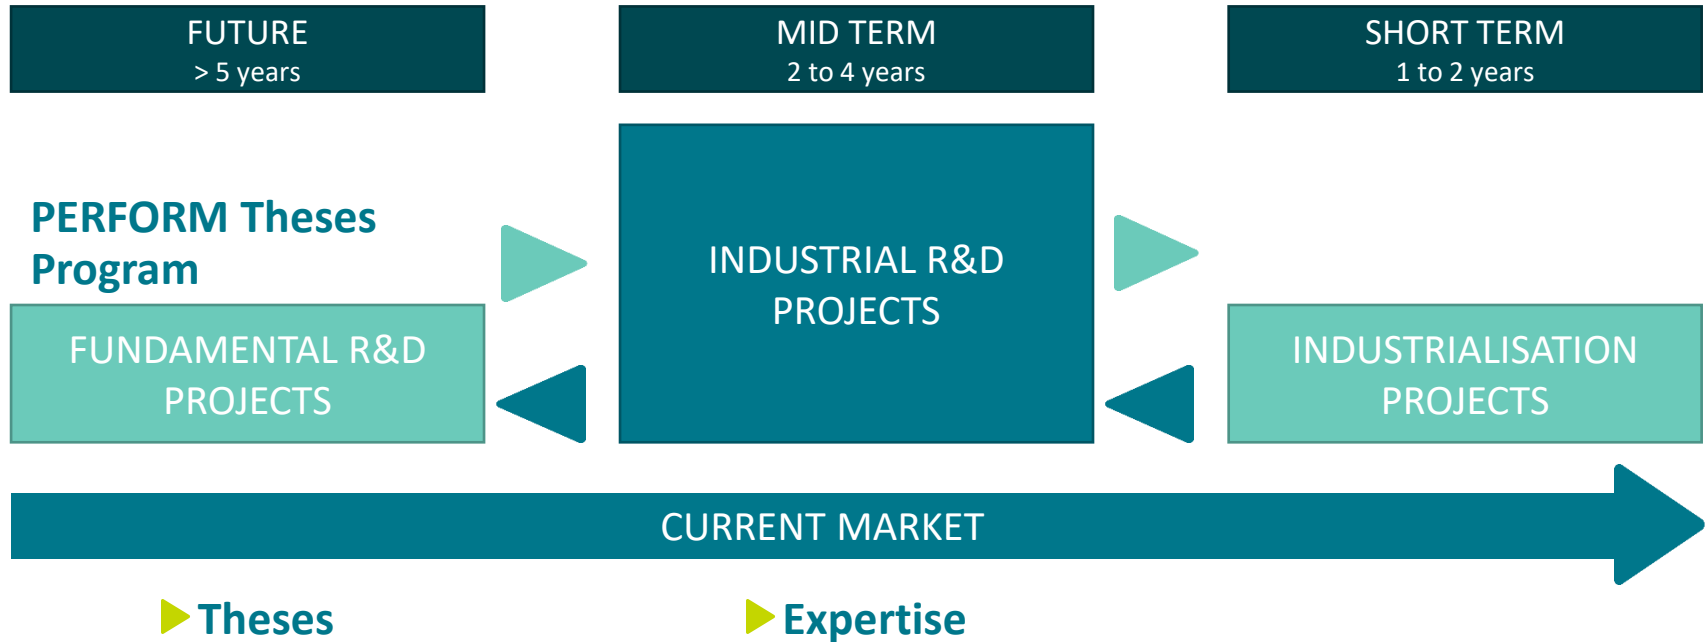 FUTURE
> 5 years
MID TERM
2 to 4 years
SHORT TERM
1 to 2 years
PERFORM Theses
Program
FUNDAMENTAL R&D
PROJECTS
INDUSTRIAL R&D
PROJECTS
INDUSTRIALISATION
PROJECTS
CURRENT MARKET
Theses
Expertise